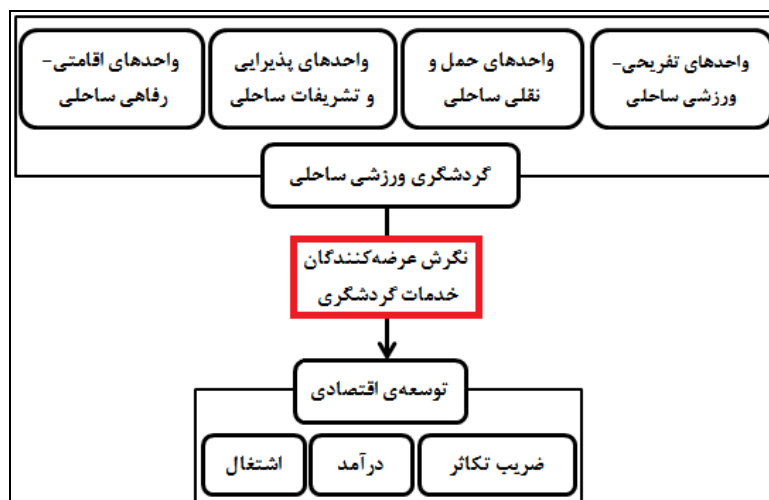 واحدهای تفریحی-
ورزشی ساحلی
واحدهای حمل و
نقلی ساحلی
واحدهای پذیرایی
و تشریفات ساحلی
واحدهای اقامتی-
رفاهی ساحلی
گردشگری ورزشی ساحلی
نگرش عرضه‌کنندگان
خدمات گردشگری
توسعه‌ی اقتصادی
ضریب تکاثر
درآمد
اشتغال